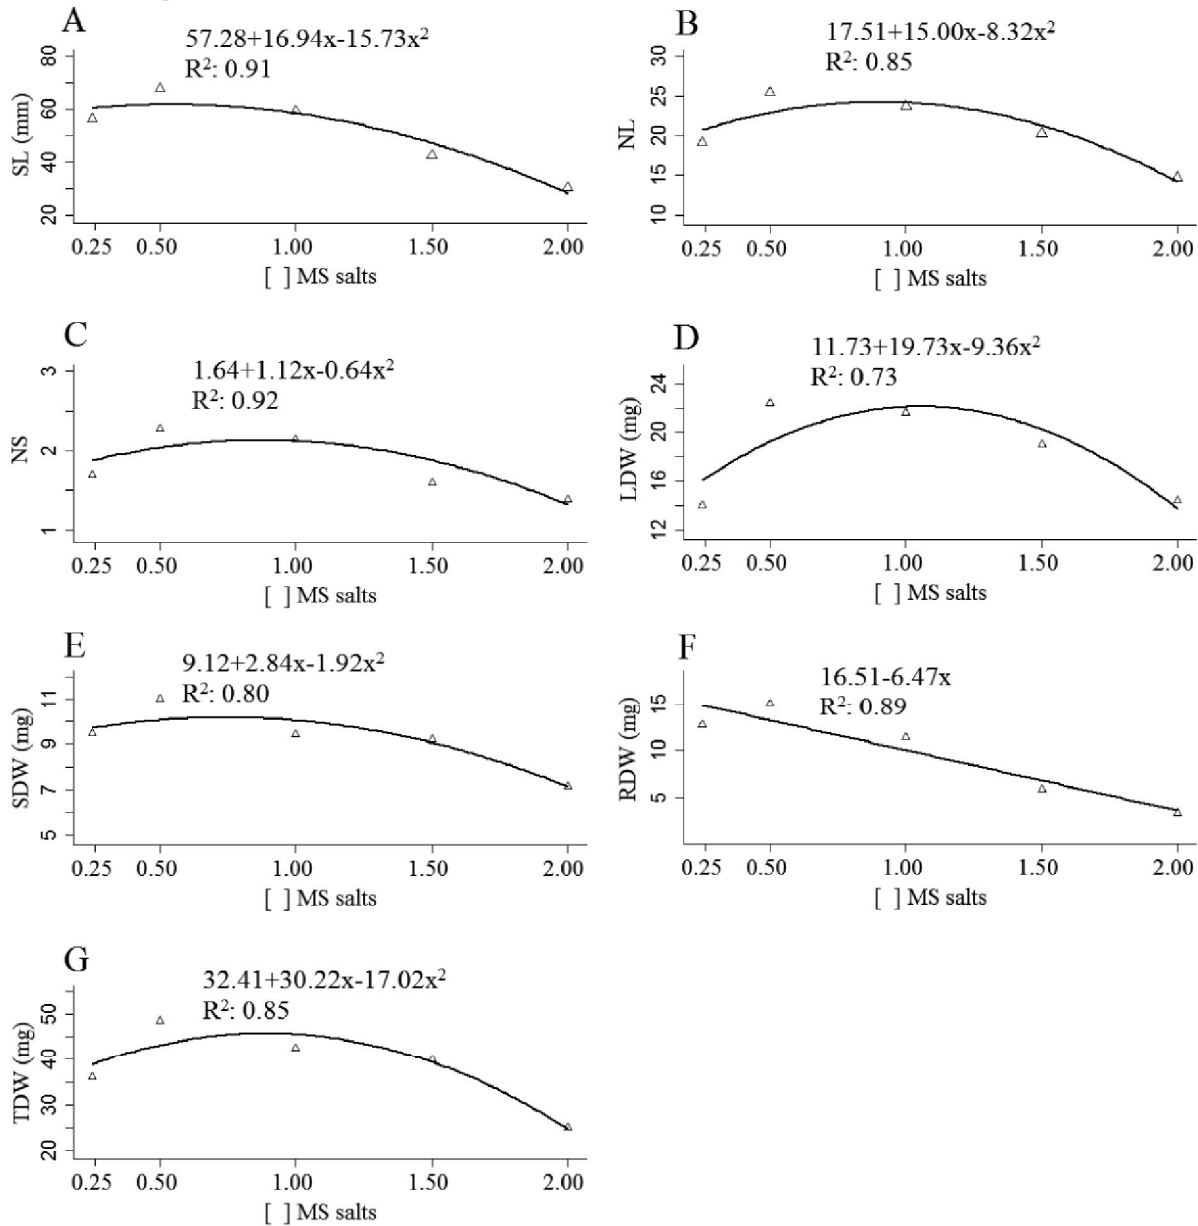 A
57.28+16.94x-15.73x²
R²: 0.91
SL (mm)
80
60
40
20
0.25 0.50 1.00 1.50 2.00
[ ] MS salts
B
17.51+15.00x-8.32x²
R²: 0.85
NL
30
25
20
15
10
0.25 0.50 1.00 1.50 2.00
[ ] MS salts
C
1.64+1.12x-0.64x²
R²: 0.92
NS
3
2
1
0.25 0.50 1.00 1.50 2.00
[ ] MS salts
D
11.73+19.73x-9.36x²
R²: 0.73
LDW (mg)
24
20
16
12
0.25 0.50 1.00 1.50 2.00
[ ] MS salts
E
9.12+2.84x-1.92x²
R²: 0.80
SDW (mg)
11
9
7
5
0.25 0.50 1.00 1.50 2.00
[ ] MS salts
F
16.51-6.47x
R²: 0.89
RDW (mg)
15
10
5
0.25 0.50 1.00 1.50 2.00
[ ] MS salts
G
32.41+30.22x-17.02x²
R²: 0.85
TDW (mg)
50
40
30
20
0.25 0.50 1.00 1.50 2.00
[ ] MS salts